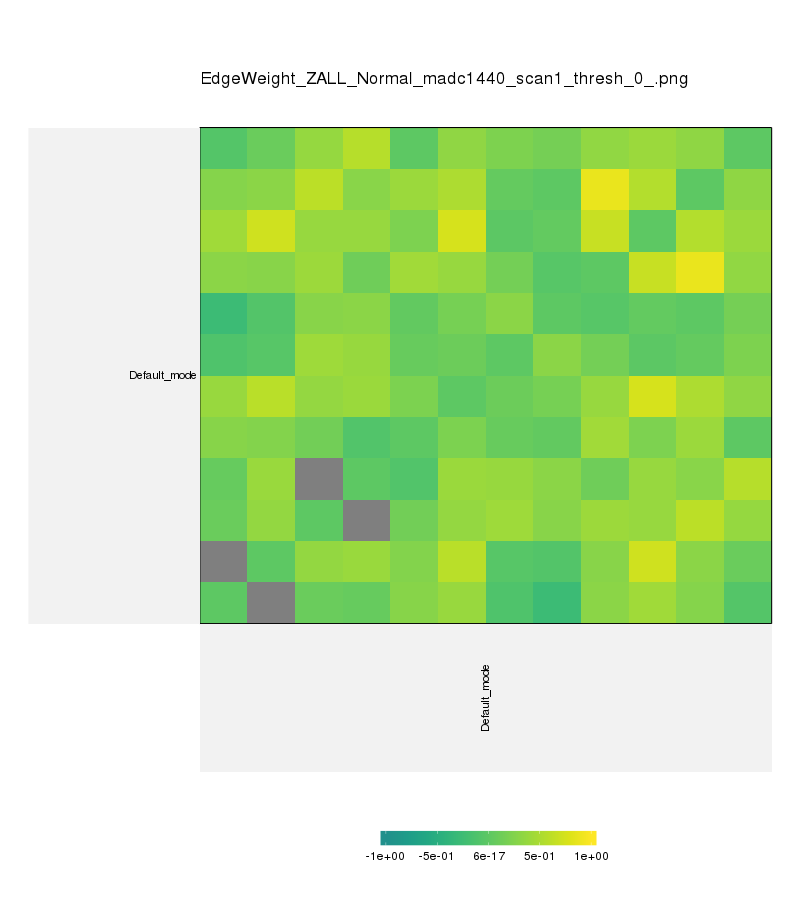 EdgeWeight_ZALL_Normal_madc1440_scan1_thresh_0_.png
Default_mode
Default_mode
-1e+00 -5e-01 6e-17 5e-01 1e+00